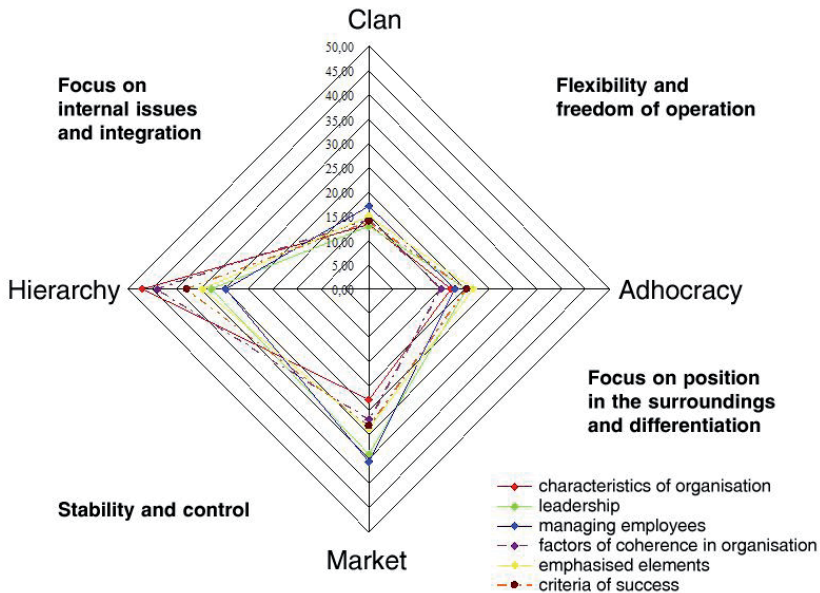 Clan
50,00
45,00
40,00
35,00
30,00
25,00
20,00
15,00
10,00
5,00
0,00
Focus on
internal issues
and integration
Flexibility and
freedom of operation
Hierarchy
Adhocracy
Focus on position
in the surroundings
and differentiation
Stability and control
Market
characteristics of organisation
leadership
managing employees
factors of coherence in organisation
emphasised elements
criteria of success